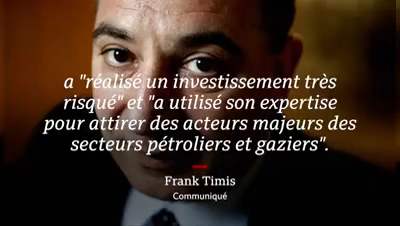 a "réalisé un investissement très
risqué" et "a utilisé son expertise
pour attirer des acteurs majeurs des
secteurs pétroliers et gaziers".
Frank Timis
Communiqué